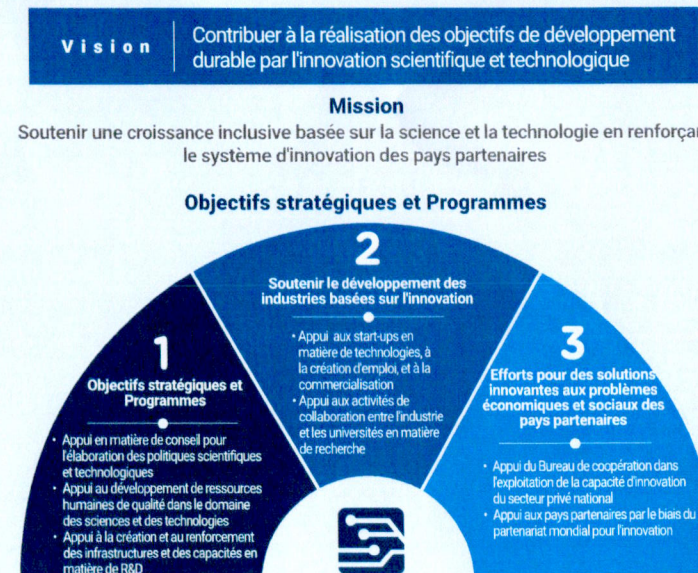 Vision
Contribuer à la réalisation des objectifs de développement
durable par l'innovation scientifique et technologique
Mission
Soutenir une croissance inclusive basée sur la science et la technologie en renforça
le système d'innovation des pays partenaires
Objectifs stratégiques et Programmes
1
Objectifs stratégiques et
Programmes
• Appui en matière de conseil pour
l'élaboration des politiques scientifiques
et technologiques
• Appui au développement de ressources
humaines de qualité dans le domaine
des sciences et des technologies
• Appui à la création et au renforcement
des infrastructures et des capacités en
matière de R&D
2
Soutenir le développement des
industries basées sur l'innovation
• Appui aux start-ups en
matière de technologies, à
la création d'emploi, et à la
commercialisation
• Appui aux activités de
collaboration entre l'industrie
et les universités en matière
de recherche
3
Efforts pour des solutions
innovantes aux problèmes
économiques et sociaux des
pays partenaires
• Appui du Bureau de coopération dans
l'exploitation de la capacité d'innovation
du secteur privé national
• Appui aux pays partenaires par le biais du
partenariat mondial pour l'innovation